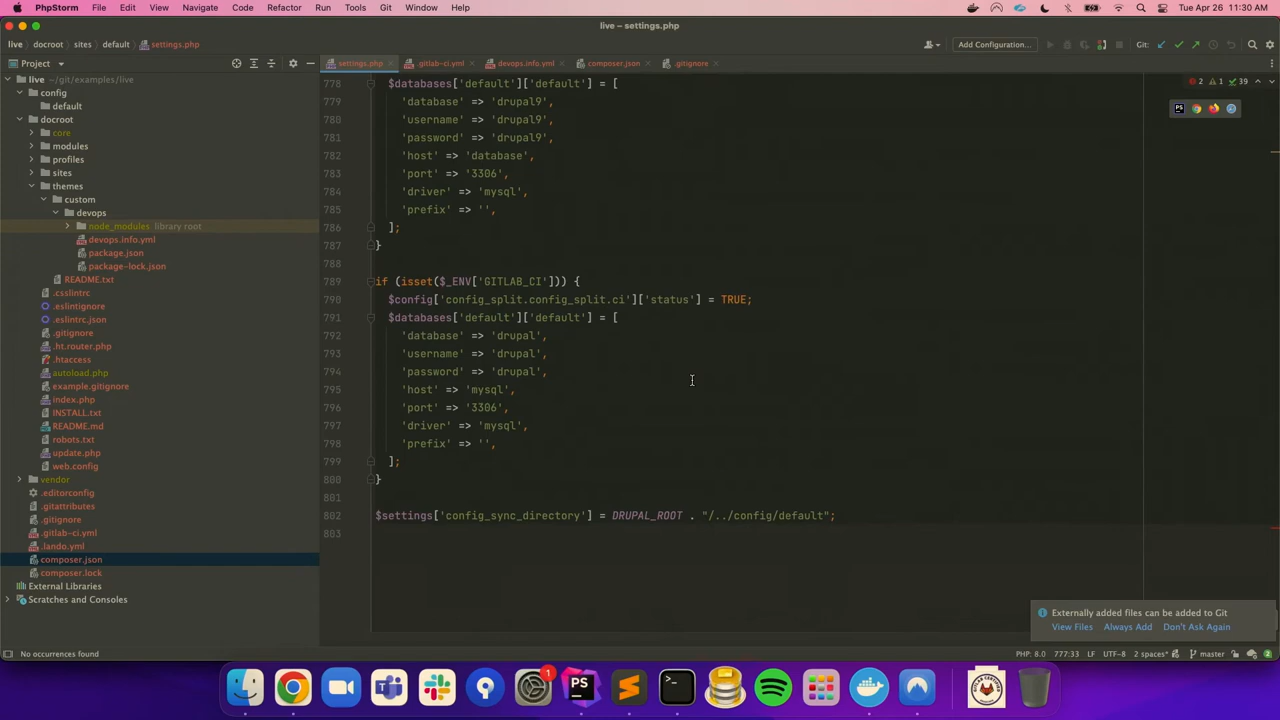 PhpStorm File Edit View Navigate Code Refactor Run Tools Git Window Help Tue Apr 26 11:30 AM
live – settings.php
live docroot sites default settings.php Add Configuration... Git:
Project settings.php .gitlab-ci.yml devops.info.yml composer.json .gitignore
live ~/git/examples/live
config
default
docroot
core
modules
profiles
sites
themes
custom
devops
node_modules library root
devops.info.yml
package.json
package-lock.json
README.txt
.csslintrc
.eslintignore
.eslintrc.json
.gitignore
.ht.router.php
.htaccess
autoload.php
example.gitignore
index.php
INSTALL.txt
README.md
robots.txt
update.php
web.config
vendor
.editorconfig
.gitattributes
.gitignore
.gitlab-ci.yml
.lando.yml
composer.json
composer.lock
External Libraries
Scratches and Consoles
2 1 39
778 $databases['default']['default'] = [
779 'database' => 'drupal9',
780 'username' => 'drupal9',
781 'password' => 'drupal9',
782 'host' => 'database',
783 'port' => '3306',
784 'driver' => 'mysql',
785 'prefix' => '',
786 ];
787 }
788
789 if (isset($_ENV['GITLAB_CI'])) {
790 $config['config_split.config_split.ci']['status'] = TRUE;
791 $databases['default']['default'] = [
792 'database' => 'drupal',
793 'username' => 'drupal',
794 'password' => 'drupal',
795 'host' => 'mysql',
796 'port' => '3306',
797 'driver' => 'mysql',
798 'prefix' => '',
799 ];
800 }
801
802 $settings['config_sync_directory'] = DRUPAL_ROOT . "/../config/default";
803
Externally added files can be added to Git
View Files Always Add Don't Ask Again
No occurrences found PHP: 8.0 777:33 LF UTF-8 2 spaces* master 2
1
PS